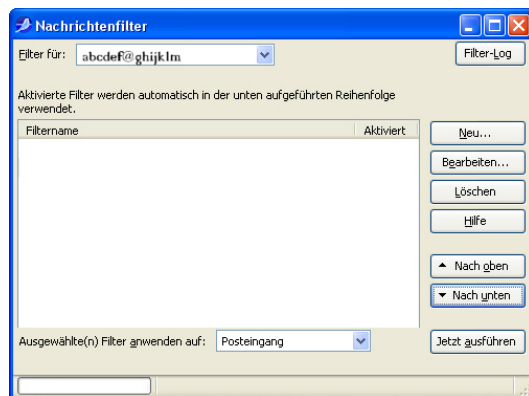 Nachrichtenfilter
Filter für: abcdef@ghijklm Filter-Log
Aktivierte Filter werden automatisch in der unten aufgeführten Reihenfolge
verwendet.
Filtername Aktiviert
Neu...
Bearbeiten...
Löschen
Hilfe
Nach oben
Nach unten
Ausgewählte(n) Filter anwenden auf: Posteingang Jetzt ausführen